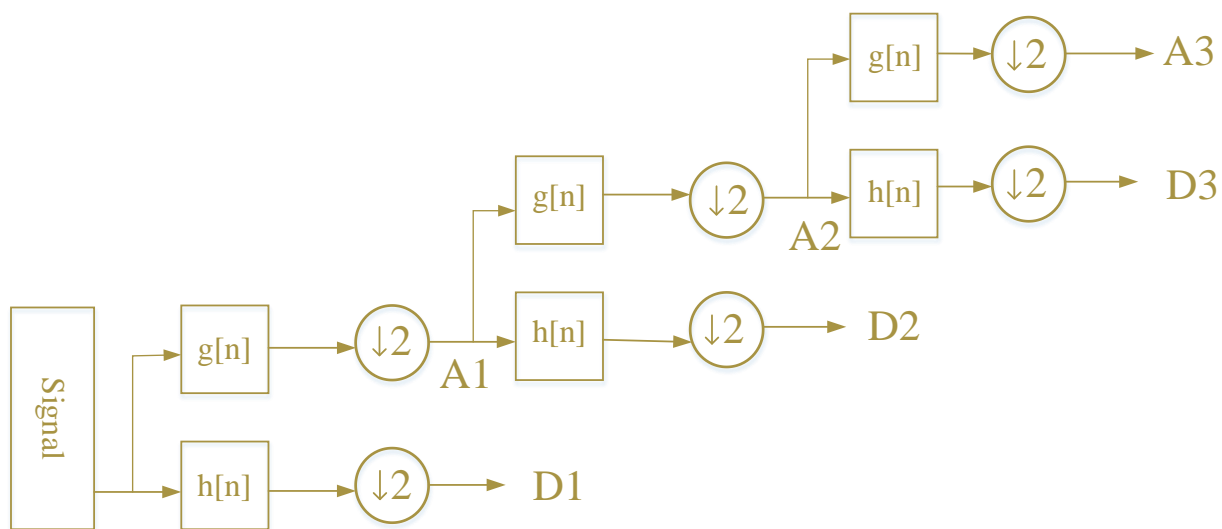 g[n]
↓2
A3
h[n]
↓2
D3
g[n]
↓2
A2
h[n]
↓2
D2
g[n]
↓2
A1
Signal
h[n]
↓2
D1